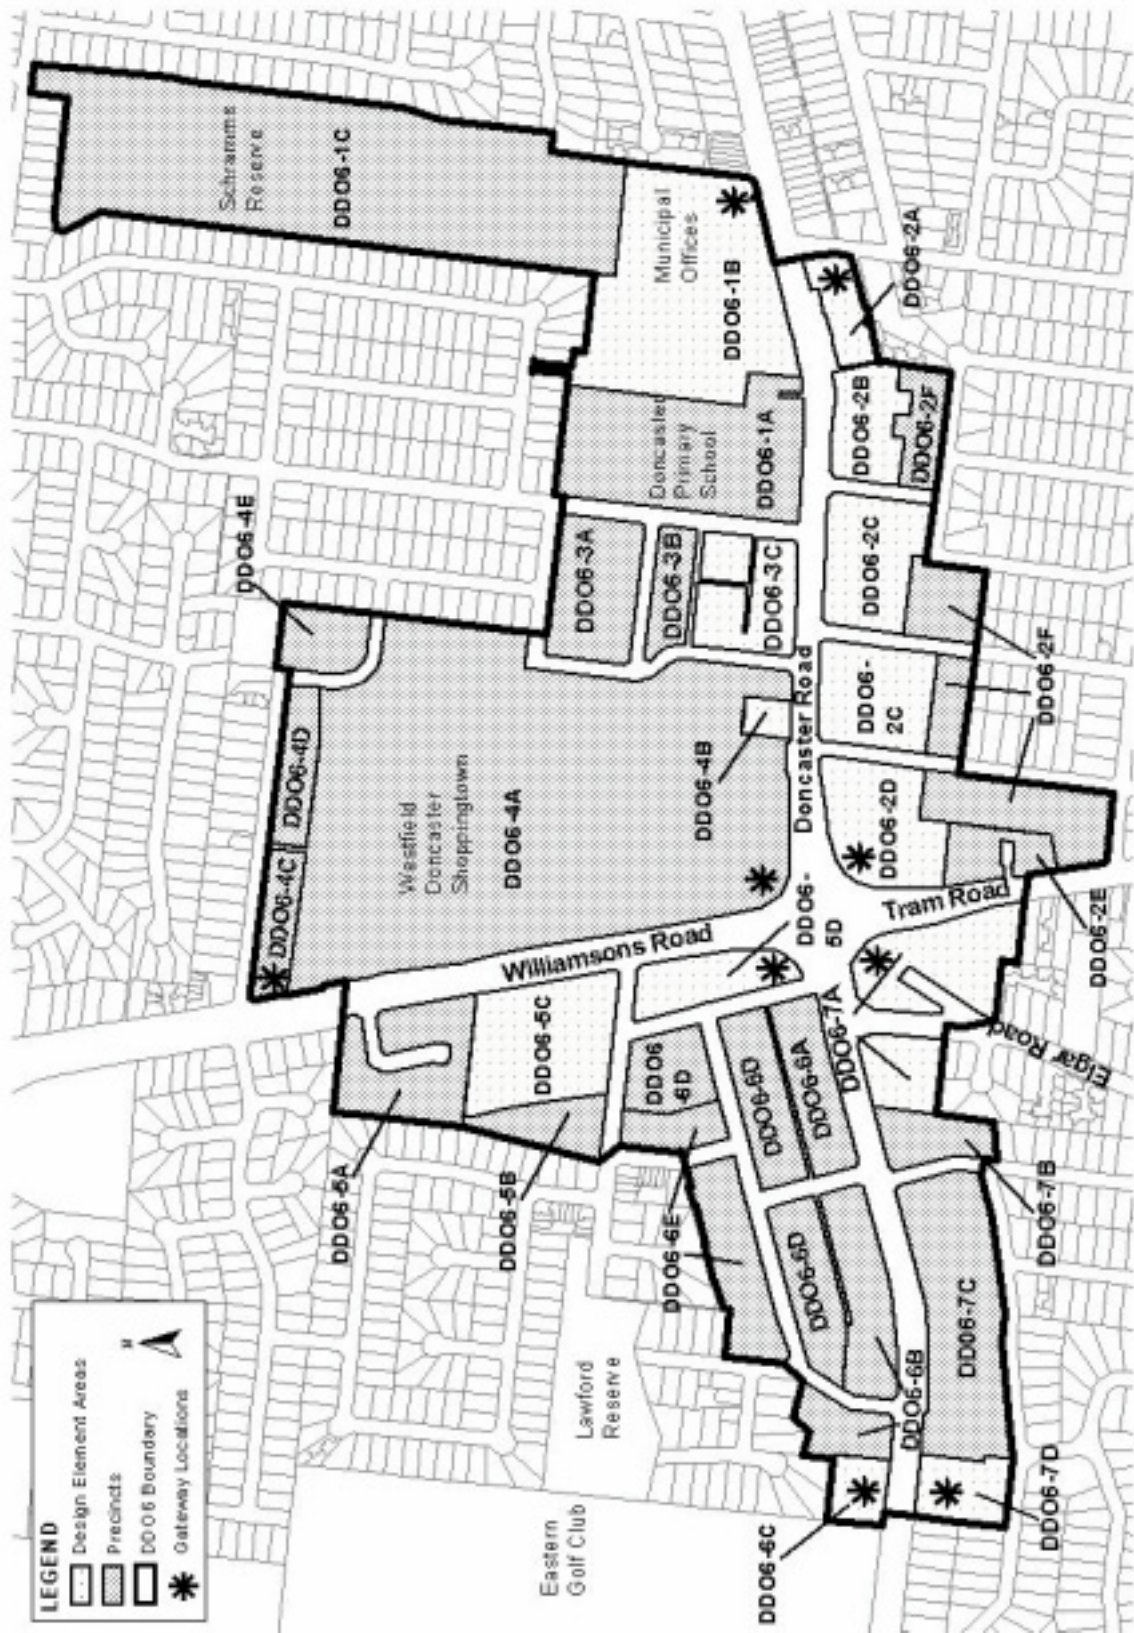 LEGEND
Design Element Areas
Precincts
DDO6 Boundary
Gateway Locations
N
Schramms
Reserve
DDO6-1C
Municipal
Offices
DDO6-1B
DDO6-2A
DDO6-4E
Doncaster
Primary
School
DDO6-1A
DDO6-2B
DDO6-2F
DDO6-3A
DDO6-3B
DDO6-3C
DDO6-2C
DDO6-2F
DDO6-
2C
DDO6-4D
DDO6-4C
Westfield
Doncaster
Shoppingtown
DDO6-4A
DDO6-4B
Doncaster Road
DDO6-2D
Tram Road
DDO6-2E
Williamsons Road
DDO6-
5D
DDO6-5C
DDO6-7A
Elgar Road
DDO6
-6D
DDO6-6D
DDO6-6A
DDO6-5A
DDO6-5B
DDO6-6E
DDO6-7B
DDO6-6D
DDO6-7C
DDO6-6B
Lawford
Reserve
Eastern
Golf Club
DDO6-6C
DDO6-7D